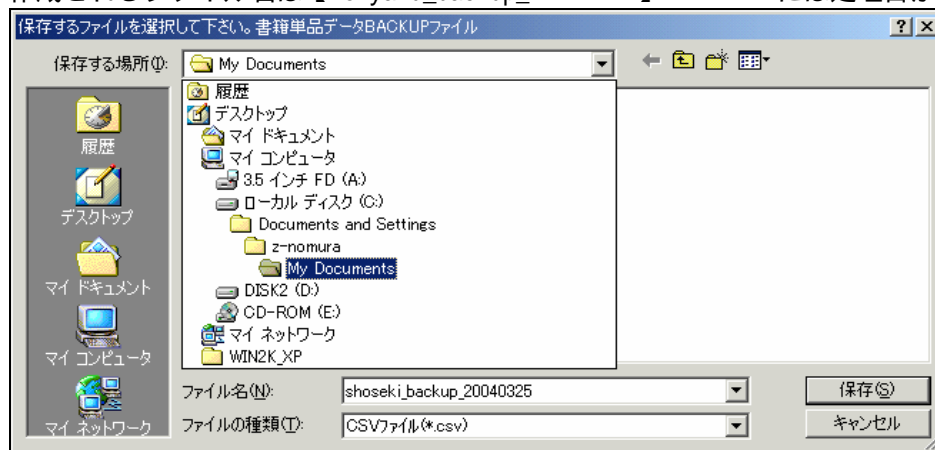 保存するファイルを選択して下さい。書籍単品データBACKUPファイル
保存する場所(I):
My Documents
履歴
デスクトップ
マイ ドキュメント
マイ コンピュータ
3.5 インチ FD (A:)
ローカル ディスク (C:)
Documents and Settings
z-nomura
My Documents
DISK2 (D:)
CD-ROM (E:)
マイ ネットワーク
WIN2K_XP
履歴
デスクトップ
マイ ドキュメント
マイ コンピュータ
マイ ネットワーク
ファイル名(N):
shoseki_backup_20040325
保存(S)
ファイルの種類(T):
CSVファイル(*.csv)
キャンセル